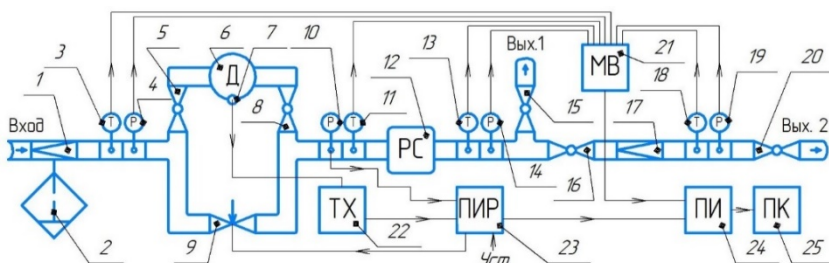 3 5 6 7 10 13 Вых.1 21 19 20
1 4 Д 8 11 12 МВ 18
Т Р Р Т Т Р 15 17 Т Р
Вход РС 14 16 Вых. 2
2 9 ТХ 22 ПИР 23 ПИ 24 ПК 25
Чст